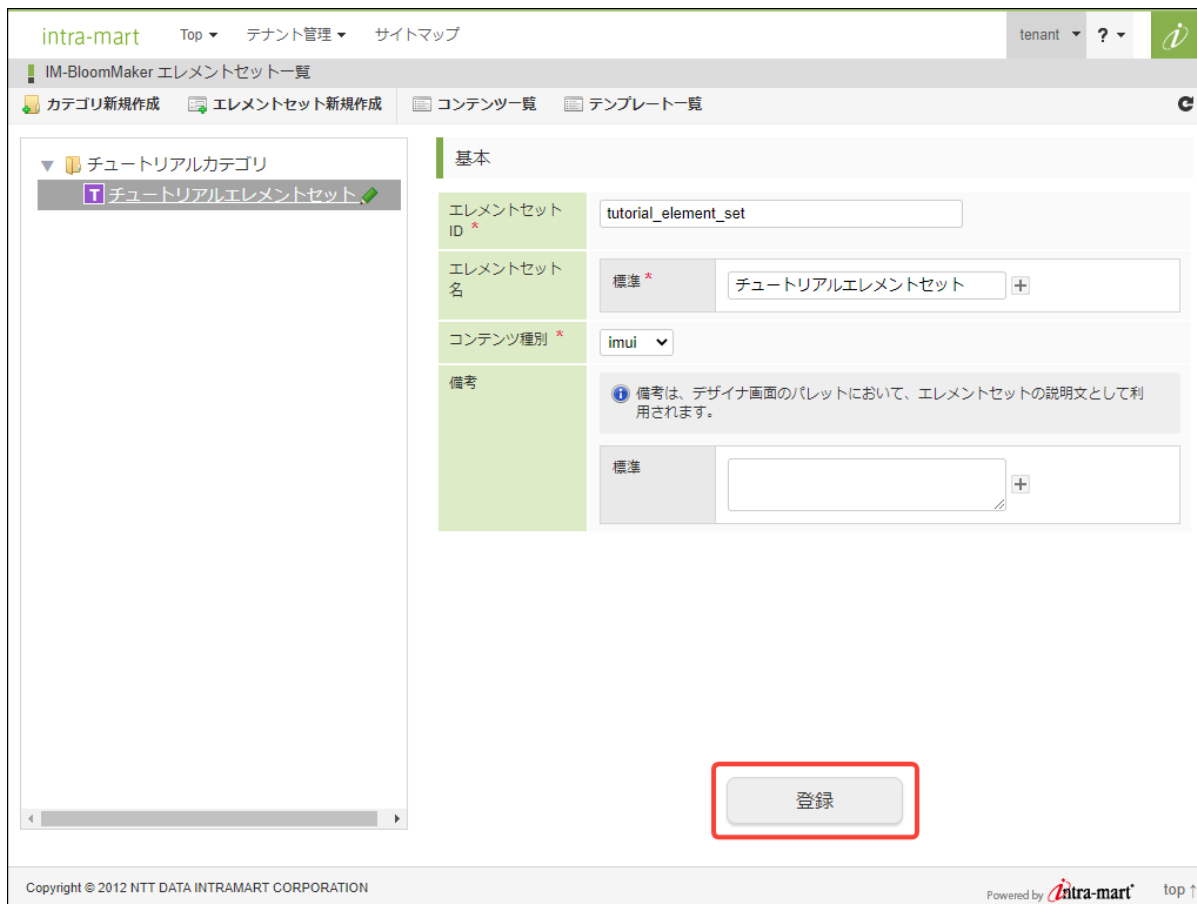 intra-mart Top ▼ テナント管理 ▼ サイトマップ tenant ▼ ? ▼
IM-BloomMaker エレメントセット一覧
カテゴリ新規作成 エレメントセット新規作成 コンテンツ一覧 テンプレート一覧
チュートリアルカテゴリ
T チュートリアルエレメントセット
基本
エレメントセット
ID *
tutorial_element_set
エレメントセット
名
標準 *
チュートリアルエレメントセット
コンテンツ種別 *
imui
備考
備考は、デザイナ画面のパレットにおいて、エレメントセットの説明文として利
用されます。
標準
登録
Copyright © 2012 NTT DATA INTRAMART CORPORATION
Powered by intra-mart
top ↑